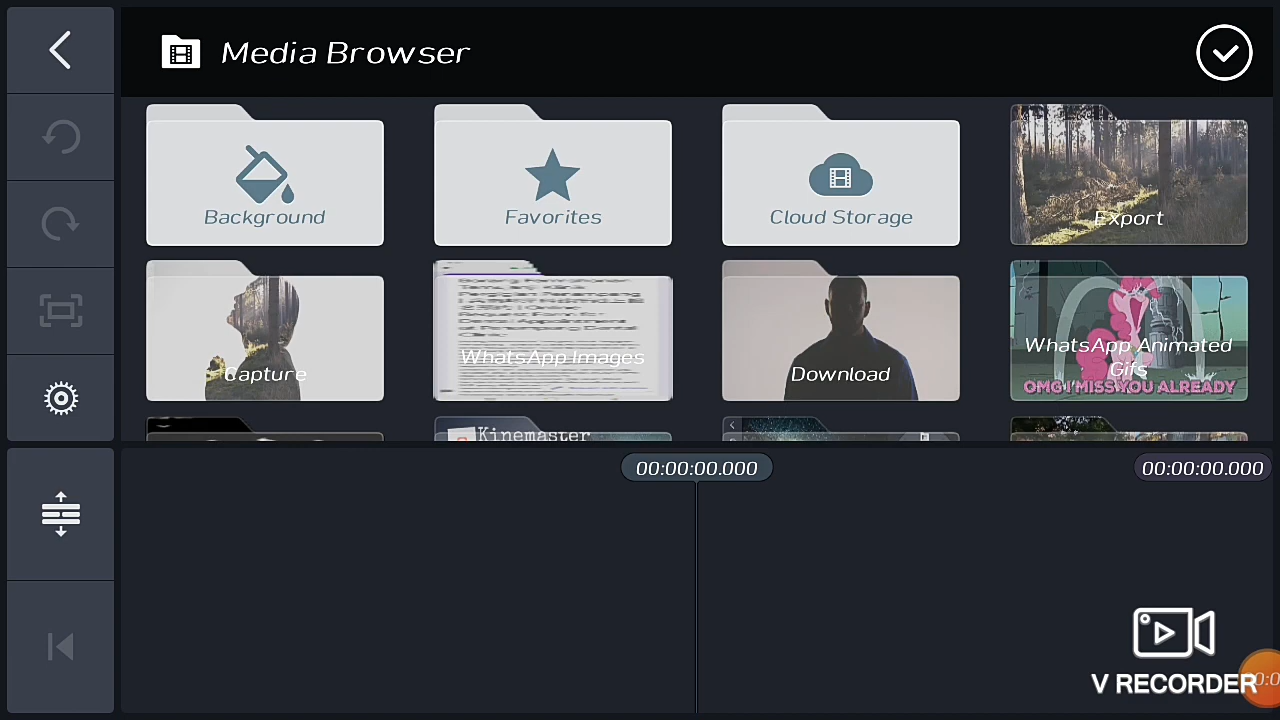 Media Browser
Background
Favorites
Cloud Storage
Export
Capture
WhatsApp Images
Download
WhatsApp Animated
Gifs
OMG I MISS YOU ALREADY
Kinemaster
00:00:00.000
00:00:00.000
V RECORDER